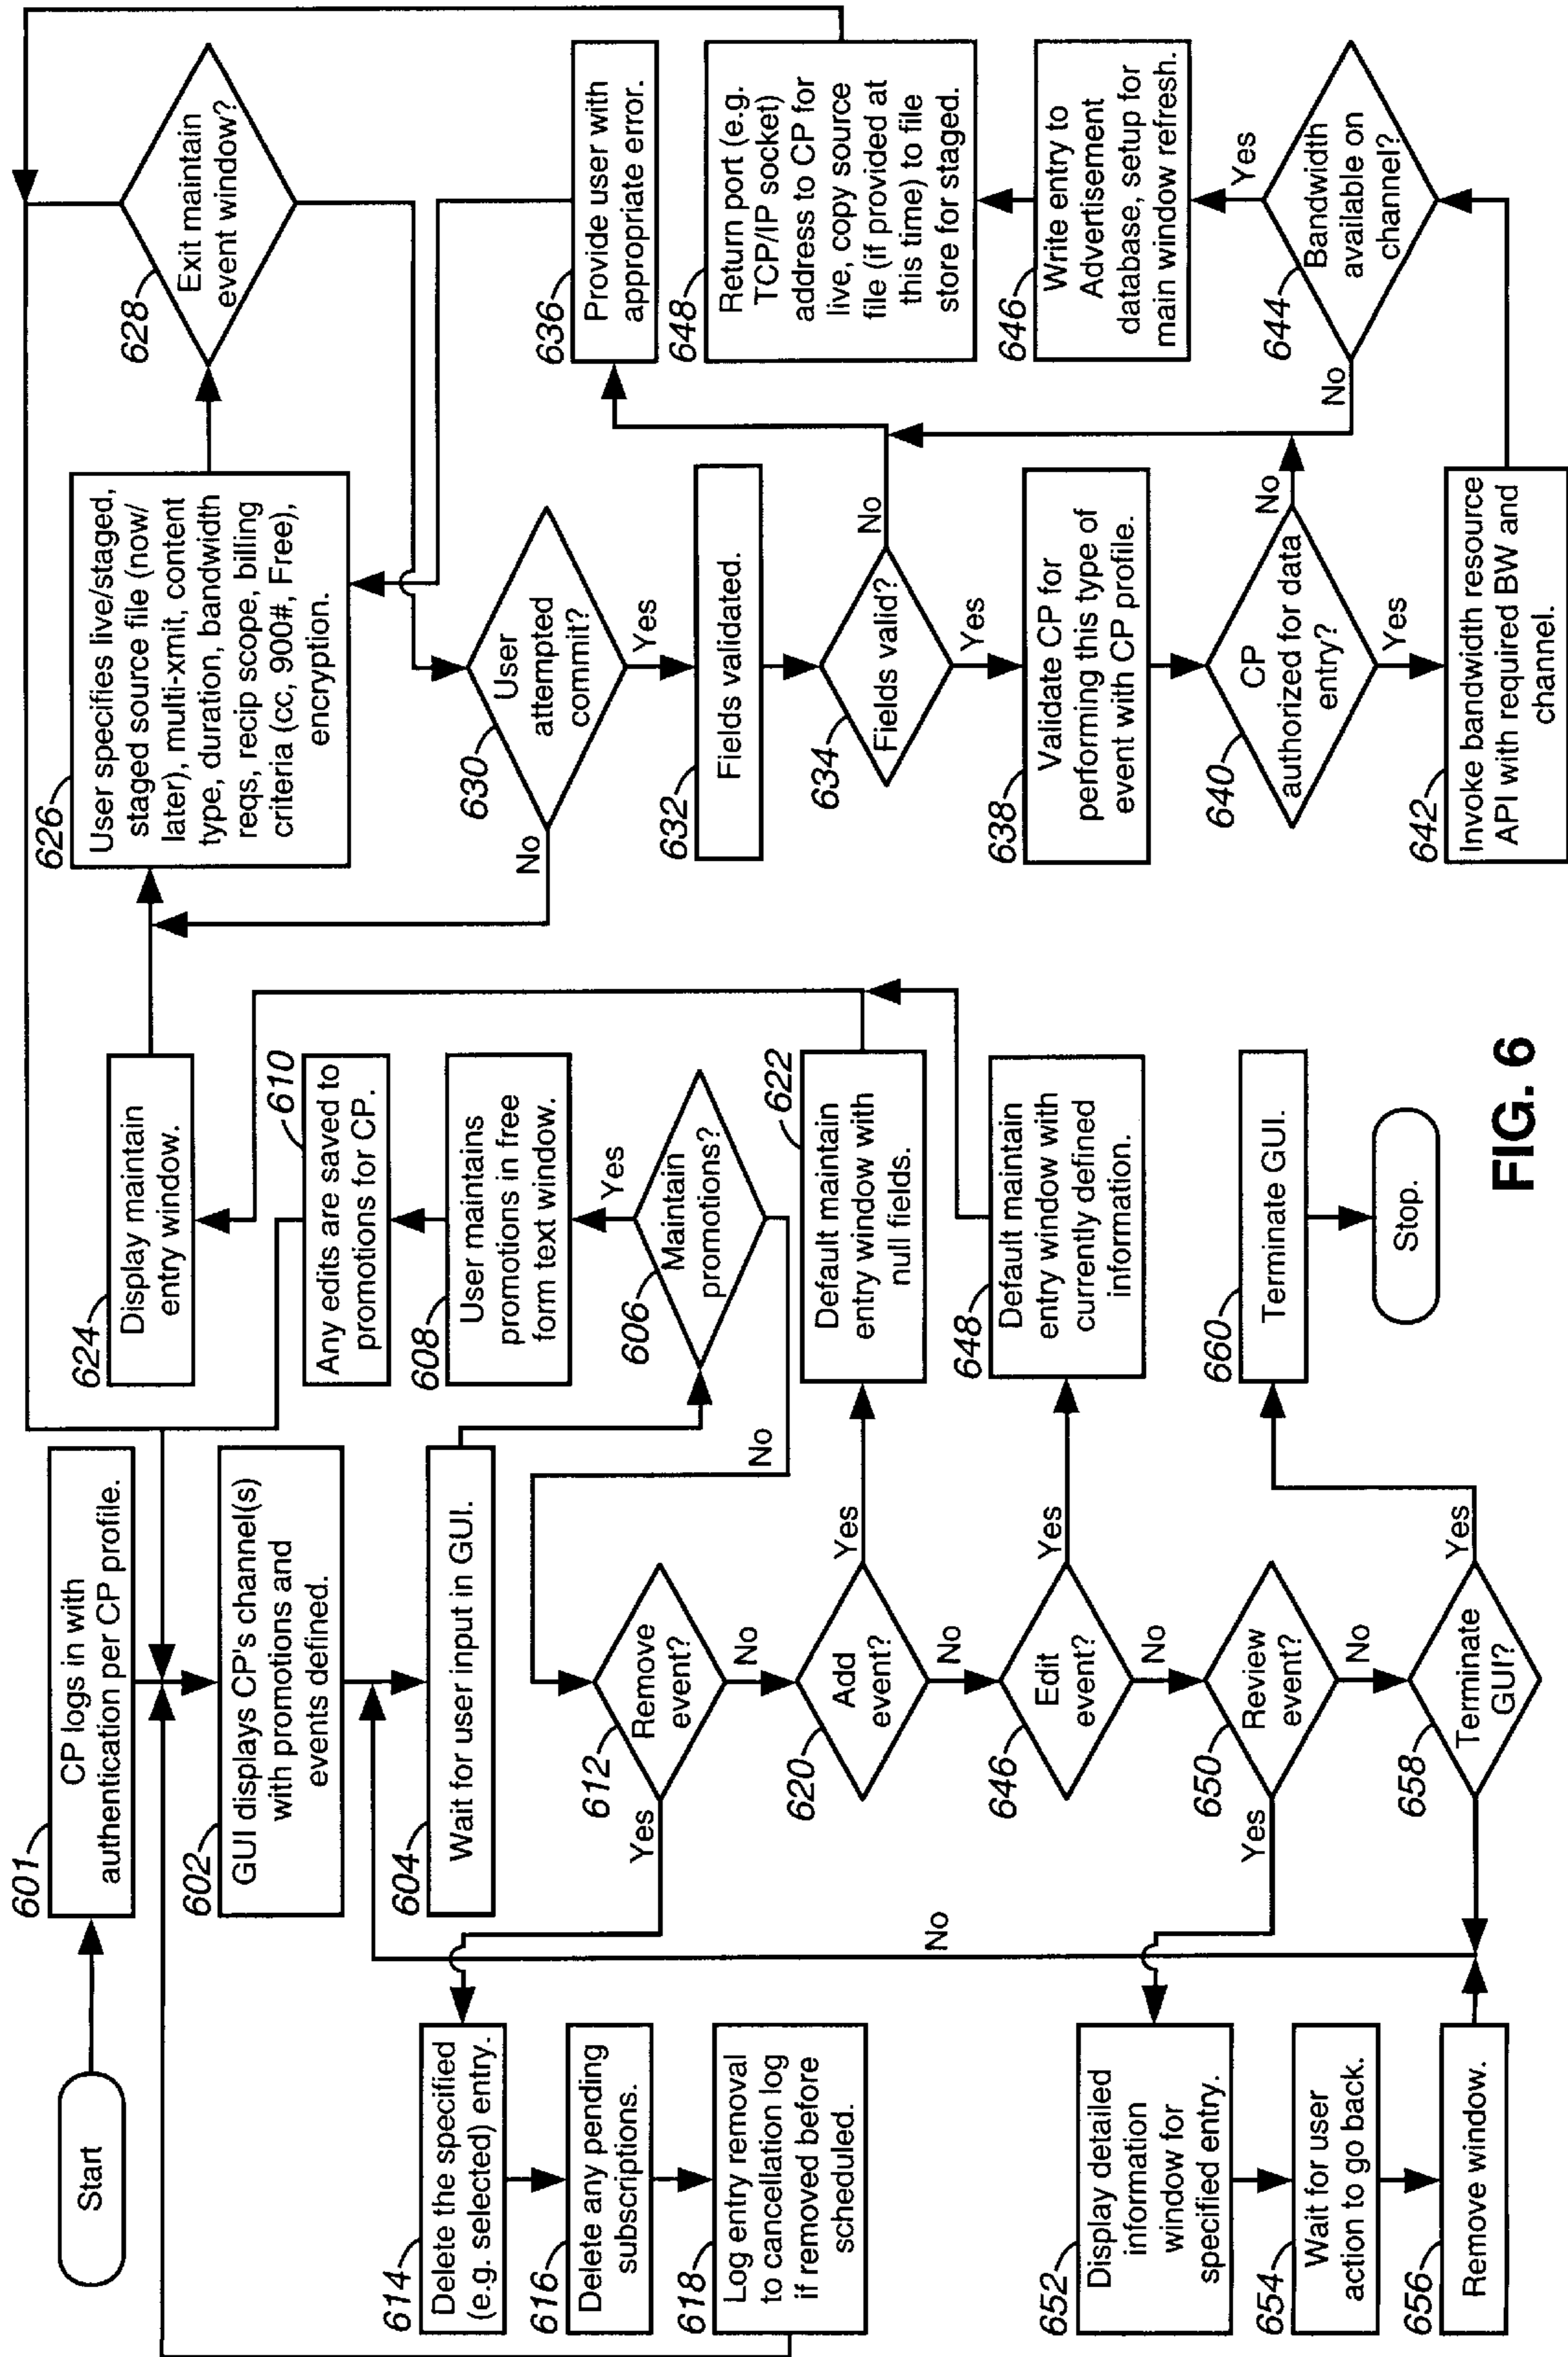 Start
601
CP logs in with
authentication per CP profile.
602
GUI displays CP's channel(s)
with promotions and
events defined.
604
Wait for user input in GUI.
606
Maintain
promotions?
Yes
No
608
User maintains
promotions in free
form text window.
610
Any edits are saved to
promotions for CP.
612
Remove
event?
Yes
No
614
Delete the specified
(e.g. selected) entry.
616
Delete any pending
subscriptions.
618
Log entry removal
to cancellation log
if removed before
scheduled.
620
Add
event?
Yes
No
622
Default maintain
entry window with
null fields.
624
Display maintain
entry window.
626
User specifies live/staged,
staged source file (now/
later), multi-xmit, content
type, duration, bandwidth
reqs, recip scope, billing
criteria (cc, 900#, Free),
encryption.
628
Exit maintain
event window?
630
User
attempted
commit?
No
Yes
632
Fields validated.
634
Fields valid?
No
Yes
636
Provide user with
appropriate error.
638
Validate CP for
performing this type of
event with CP profile.
640
CP
authorized for data
entry?
No
Yes
642
Invoke bandwidth resource
API with required BW and
channel.
644
Bandwidth
available on
channel?
No
Yes
646
Write entry to
Advertisement
database, setup for
main window refresh.
648
Return port (e.g.
TCP/IP socket)
address to CP for
live, copy source
file (if provided at
this time) to file
store for staged.
646
Edit
event?
Yes
No
648
Default maintain
entry window with
currently defined
information.
650
Review
event?
Yes
No
652
Display detailed
information
window for
specified entry.
654
Wait for user
action to go back.
656
Remove window.
658
Terminate
GUI?
Yes
No
660
Terminate GUI.
Stop.
FIG. 6